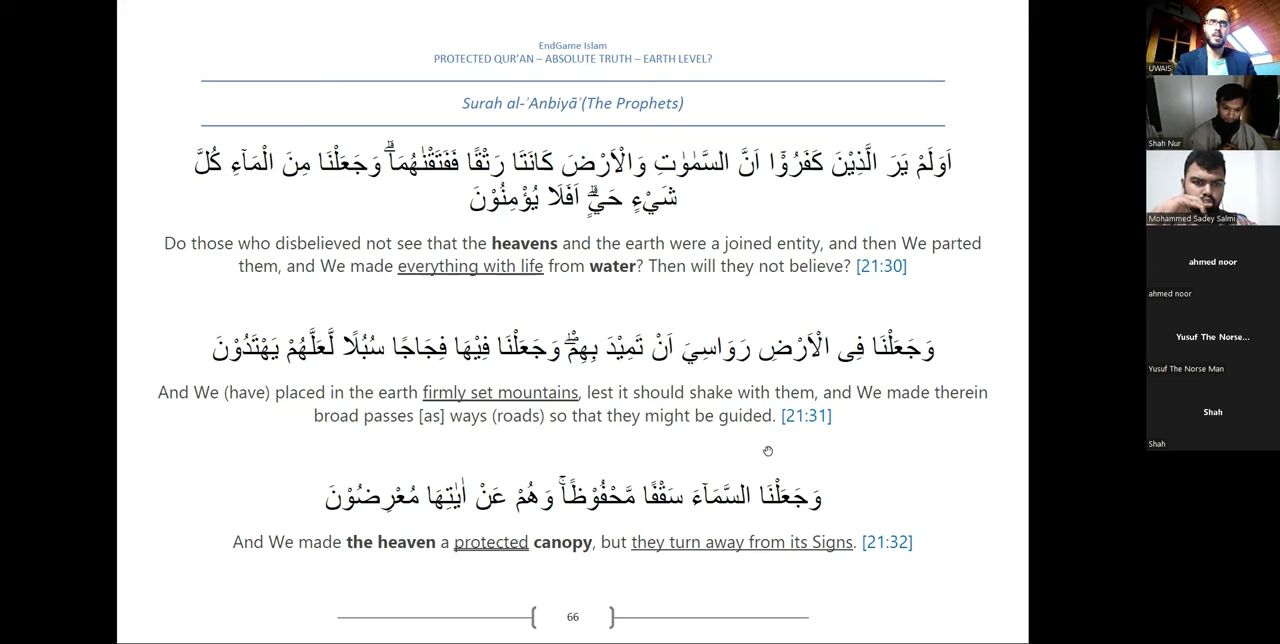 EndGame Islam
PROTECTED QUR'AN – ABSOLUTE TRUTH – EARTH LEVEL?
Surah al-ʾAnbiyāʾ(The Prophets)
اَوَلَمْ يَرَ الَّذِيْنَ كَفَرُوْٓا اَنَّ السَّمٰوٰتِ وَالْاَرْضَ كَانَتَا رَتْقًا فَفَتَقْنٰهُمَاۗ وَجَعَلْنَا مِنَ الْمَاۤءِ كُلَّ
شَيْءٍ حَيٍّۗ اَفَلَا يُؤْمِنُوْنَ
Do those who disbelieved not see that the heavens and the earth were a joined entity, and then We parted
them, and We made everything with life from water? Then will they not believe? [21:30]
وَجَعَلْنَا فِى الْاَرْضِ رَوَاسِيَ اَنْ تَمِيْدَ بِهِمْۖ وَجَعَلْنَا فِيْهَا فِجَاجًا سُبُلًا لَّعَلَّهُمْ يَهْتَدُوْنَ
And We (have) placed in the earth firmly set mountains, lest it should shake with them, and We made therein
broad passes [as] ways (roads) so that they might be guided. [21:31]
وَجَعَلْنَا السَّمَاۤءَ سَقْفًا مَّحْفُوْظًاۚ وَهُمْ عَنْ اٰيٰتِهَا مُعْرِضُوْنَ
And We made the heaven a protected canopy, but they turn away from its Signs. [21:32]
66
UWAIS
Shah Nur
Mohammed Sadey Salmi
ahmed noor
ahmed noor
Yusuf The Norse...
Yusuf The Norse Man
Shah
Shah